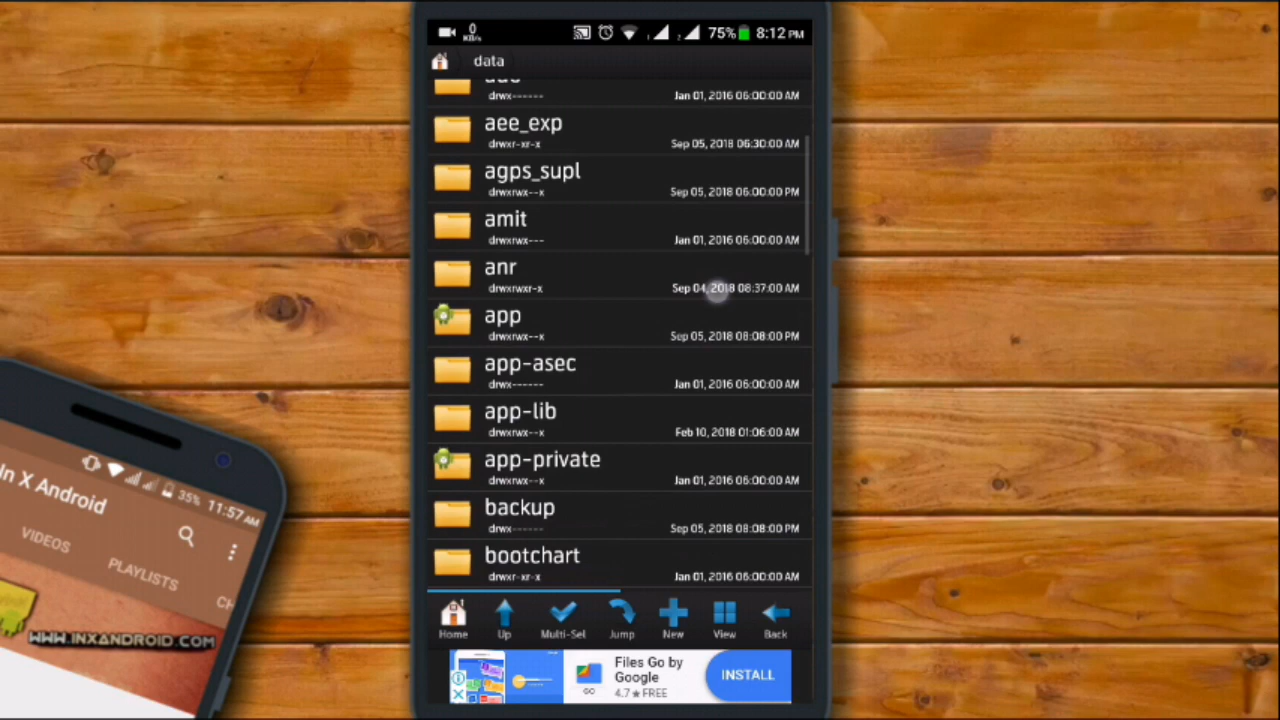 0
KB/s
1
2
75%
8:12 PM
data
drwx------
Jan 01, 2016 06:00:00 AM
aee_exp
drwxr-xr-x
Sep 05, 2018 06:30:00 AM
agps_supl
drwxrwx--x
Sep 05, 2018 06:00:00 PM
amit
drwxrwx---
Jan 01, 2016 06:00:00 AM
anr
drwxrwxr-x
Sep 04, 2018 08:37:00 AM
app
drwxrwx--x
Sep 05, 2018 08:08:00 PM
app-asec
drwx------
Jan 01, 2016 06:00:00 AM
app-lib
drwxrwx--x
Feb 10, 2018 01:06:00 AM
app-private
drwxrwx--x
Jan 01, 2016 06:00:00 AM
backup
drwx------
Sep 05, 2018 08:08:00 PM
bootchart
drwxr-xr-x
Jan 01, 2016 06:00:00 AM
Home
Up
Multi-Sel
Jump
New
View
Back
Files Go by
Google
4.7★FREE
INSTALL
35%
11:57 AM
In X Android
VIDEOS
PLAYLISTS
CH
WWW.INXANDROID.COM